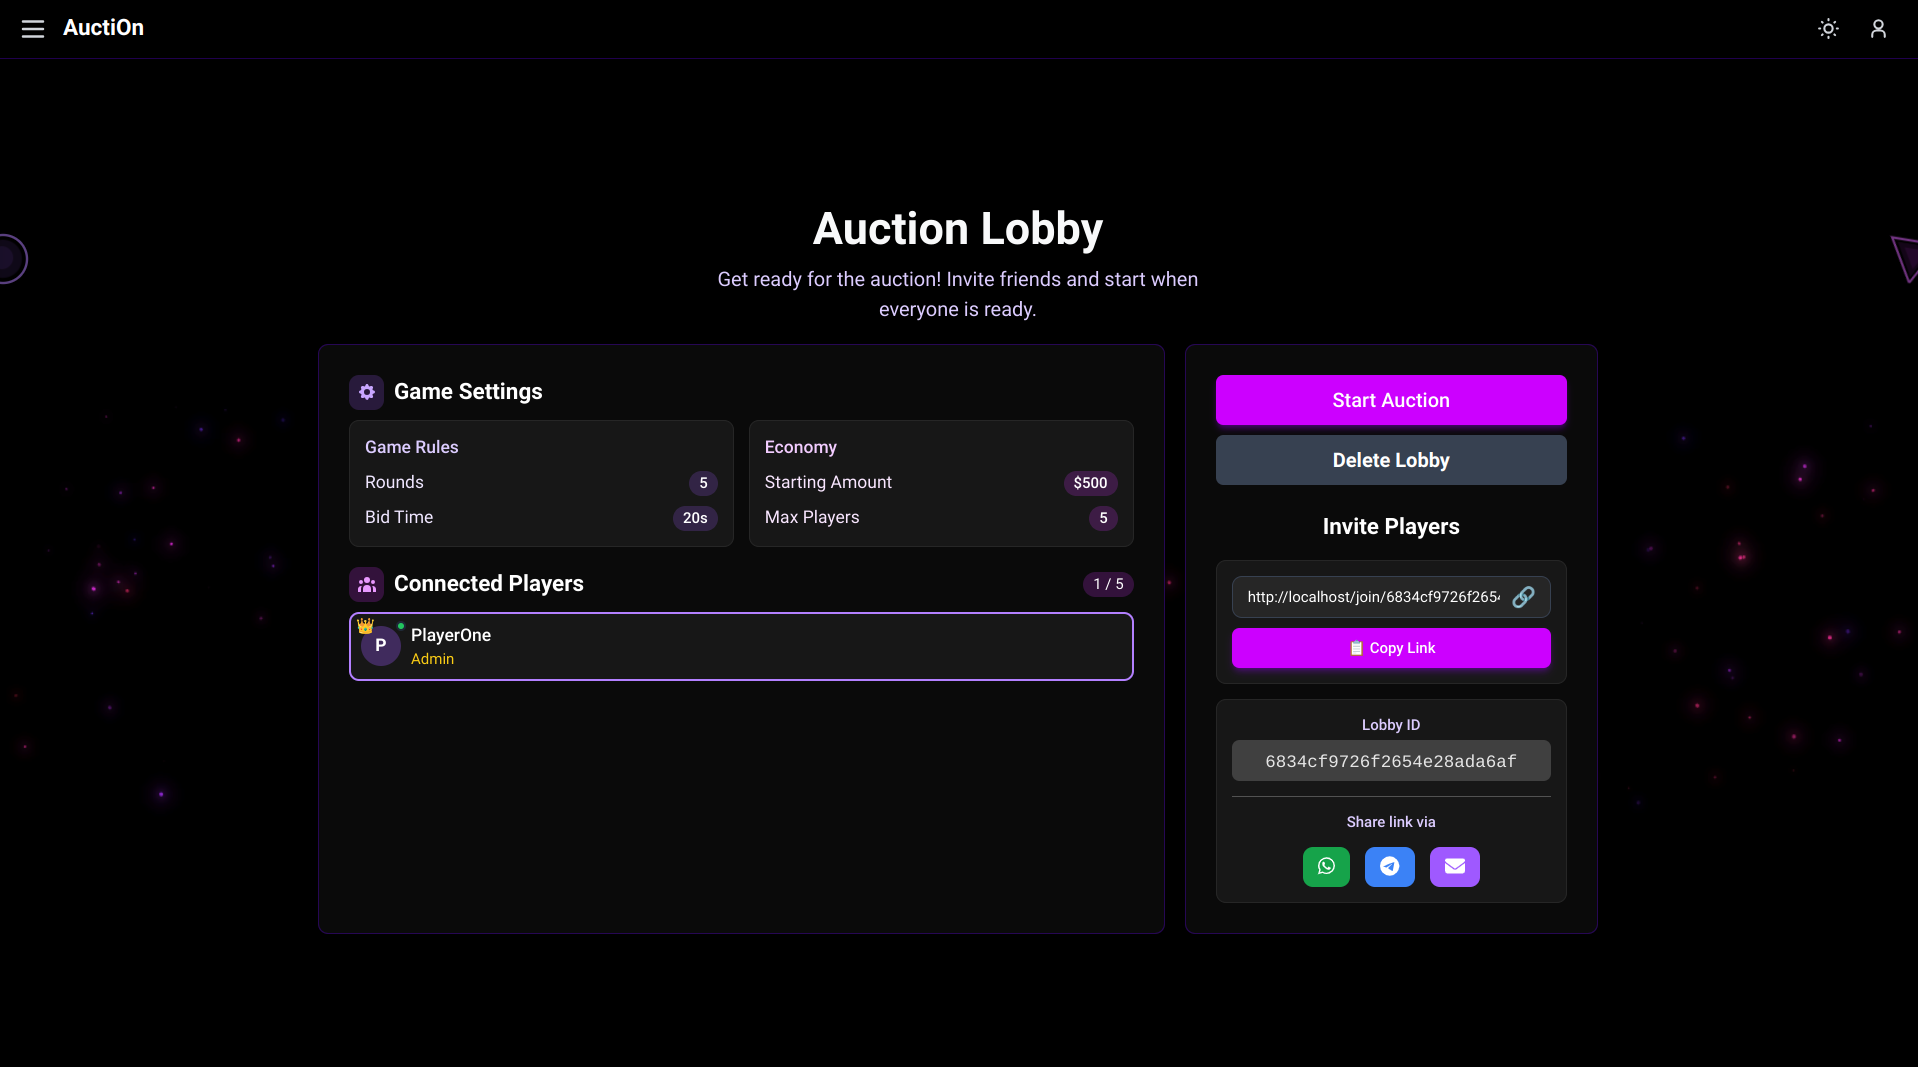 AuctiOn
Auction Lobby
Get ready for the auction! Invite friends and start when
everyone is ready.
Game Settings
Game Rules
Rounds 5
Bid Time 20s
Economy
Starting Amount $500
Max Players 5
Connected Players 1 / 5
P
PlayerOne
Admin
Start Auction
Delete Lobby
Invite Players
http://localhost/join/6834cf9726f2654
Copy Link
Lobby ID
6834cf9726f2654e28ada6af
Share link via